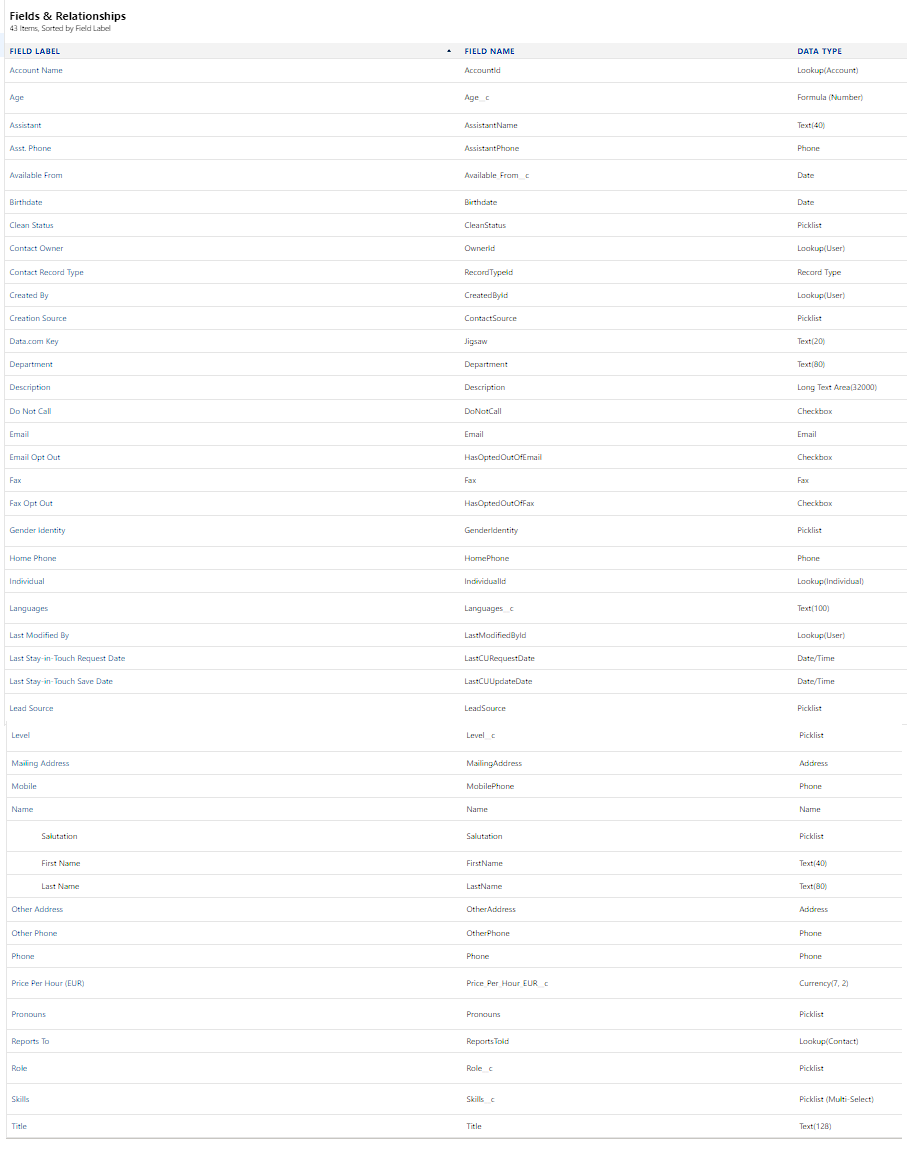 Fields & Relationships
43 Items, Sorted by Field Label
FIELD LABEL FIELD NAME DATA TYPE
Account Name AccountId Lookup(Account)
Age Age__c Formula (Number)
Assistant AssistantName Text(40)
Asst. Phone AssistantPhone Phone
Available From Available_From__c Date
Birthdate Birthdate Date
Clean Status CleanStatus Picklist
Contact Owner OwnerId Lookup(User)
Contact Record Type RecordTypeId Record Type
Created By CreatedById Lookup(User)
Creation Source ContactSource Picklist
Data.com Key Jigsaw Text(20)
Department Department Text(80)
Description Description Long Text Area(32000)
Do Not Call DoNotCall Checkbox
Email Email Email
Email Opt Out HasOptedOutOfEmail Checkbox
Fax Fax Fax
Fax Opt Out HasOptedOutOfFax Checkbox
Gender Identity GenderIdentity Picklist
Home Phone HomePhone Phone
Individual IndividualId Lookup(Individual)
Languages Languages__c Text(100)
Last Modified By LastModifiedById Lookup(User)
Last Stay-in-Touch Request Date LastCURequestDate Date/Time
Last Stay-in-Touch Save Date LastCUUpdateDate Date/Time
Lead Source LeadSource Picklist
Level Level__c Picklist
Mailing Address MailingAddress Address
Mobile MobilePhone Phone
Name Name Name
Salutation Salutation Picklist
First Name FirstName Text(40)
Last Name LastName Text(80)
Other Address OtherAddress Address
Other Phone OtherPhone Phone
Phone Phone Phone
Price Per Hour (EUR) Price_Per_Hour_EUR__c Currency(7, 2)
Pronouns Pronouns Picklist
Reports To ReportsToId Lookup(Contact)
Role Role__c Picklist
Skills Skills__c Picklist (Multi-Select)
Title Title Text(128)